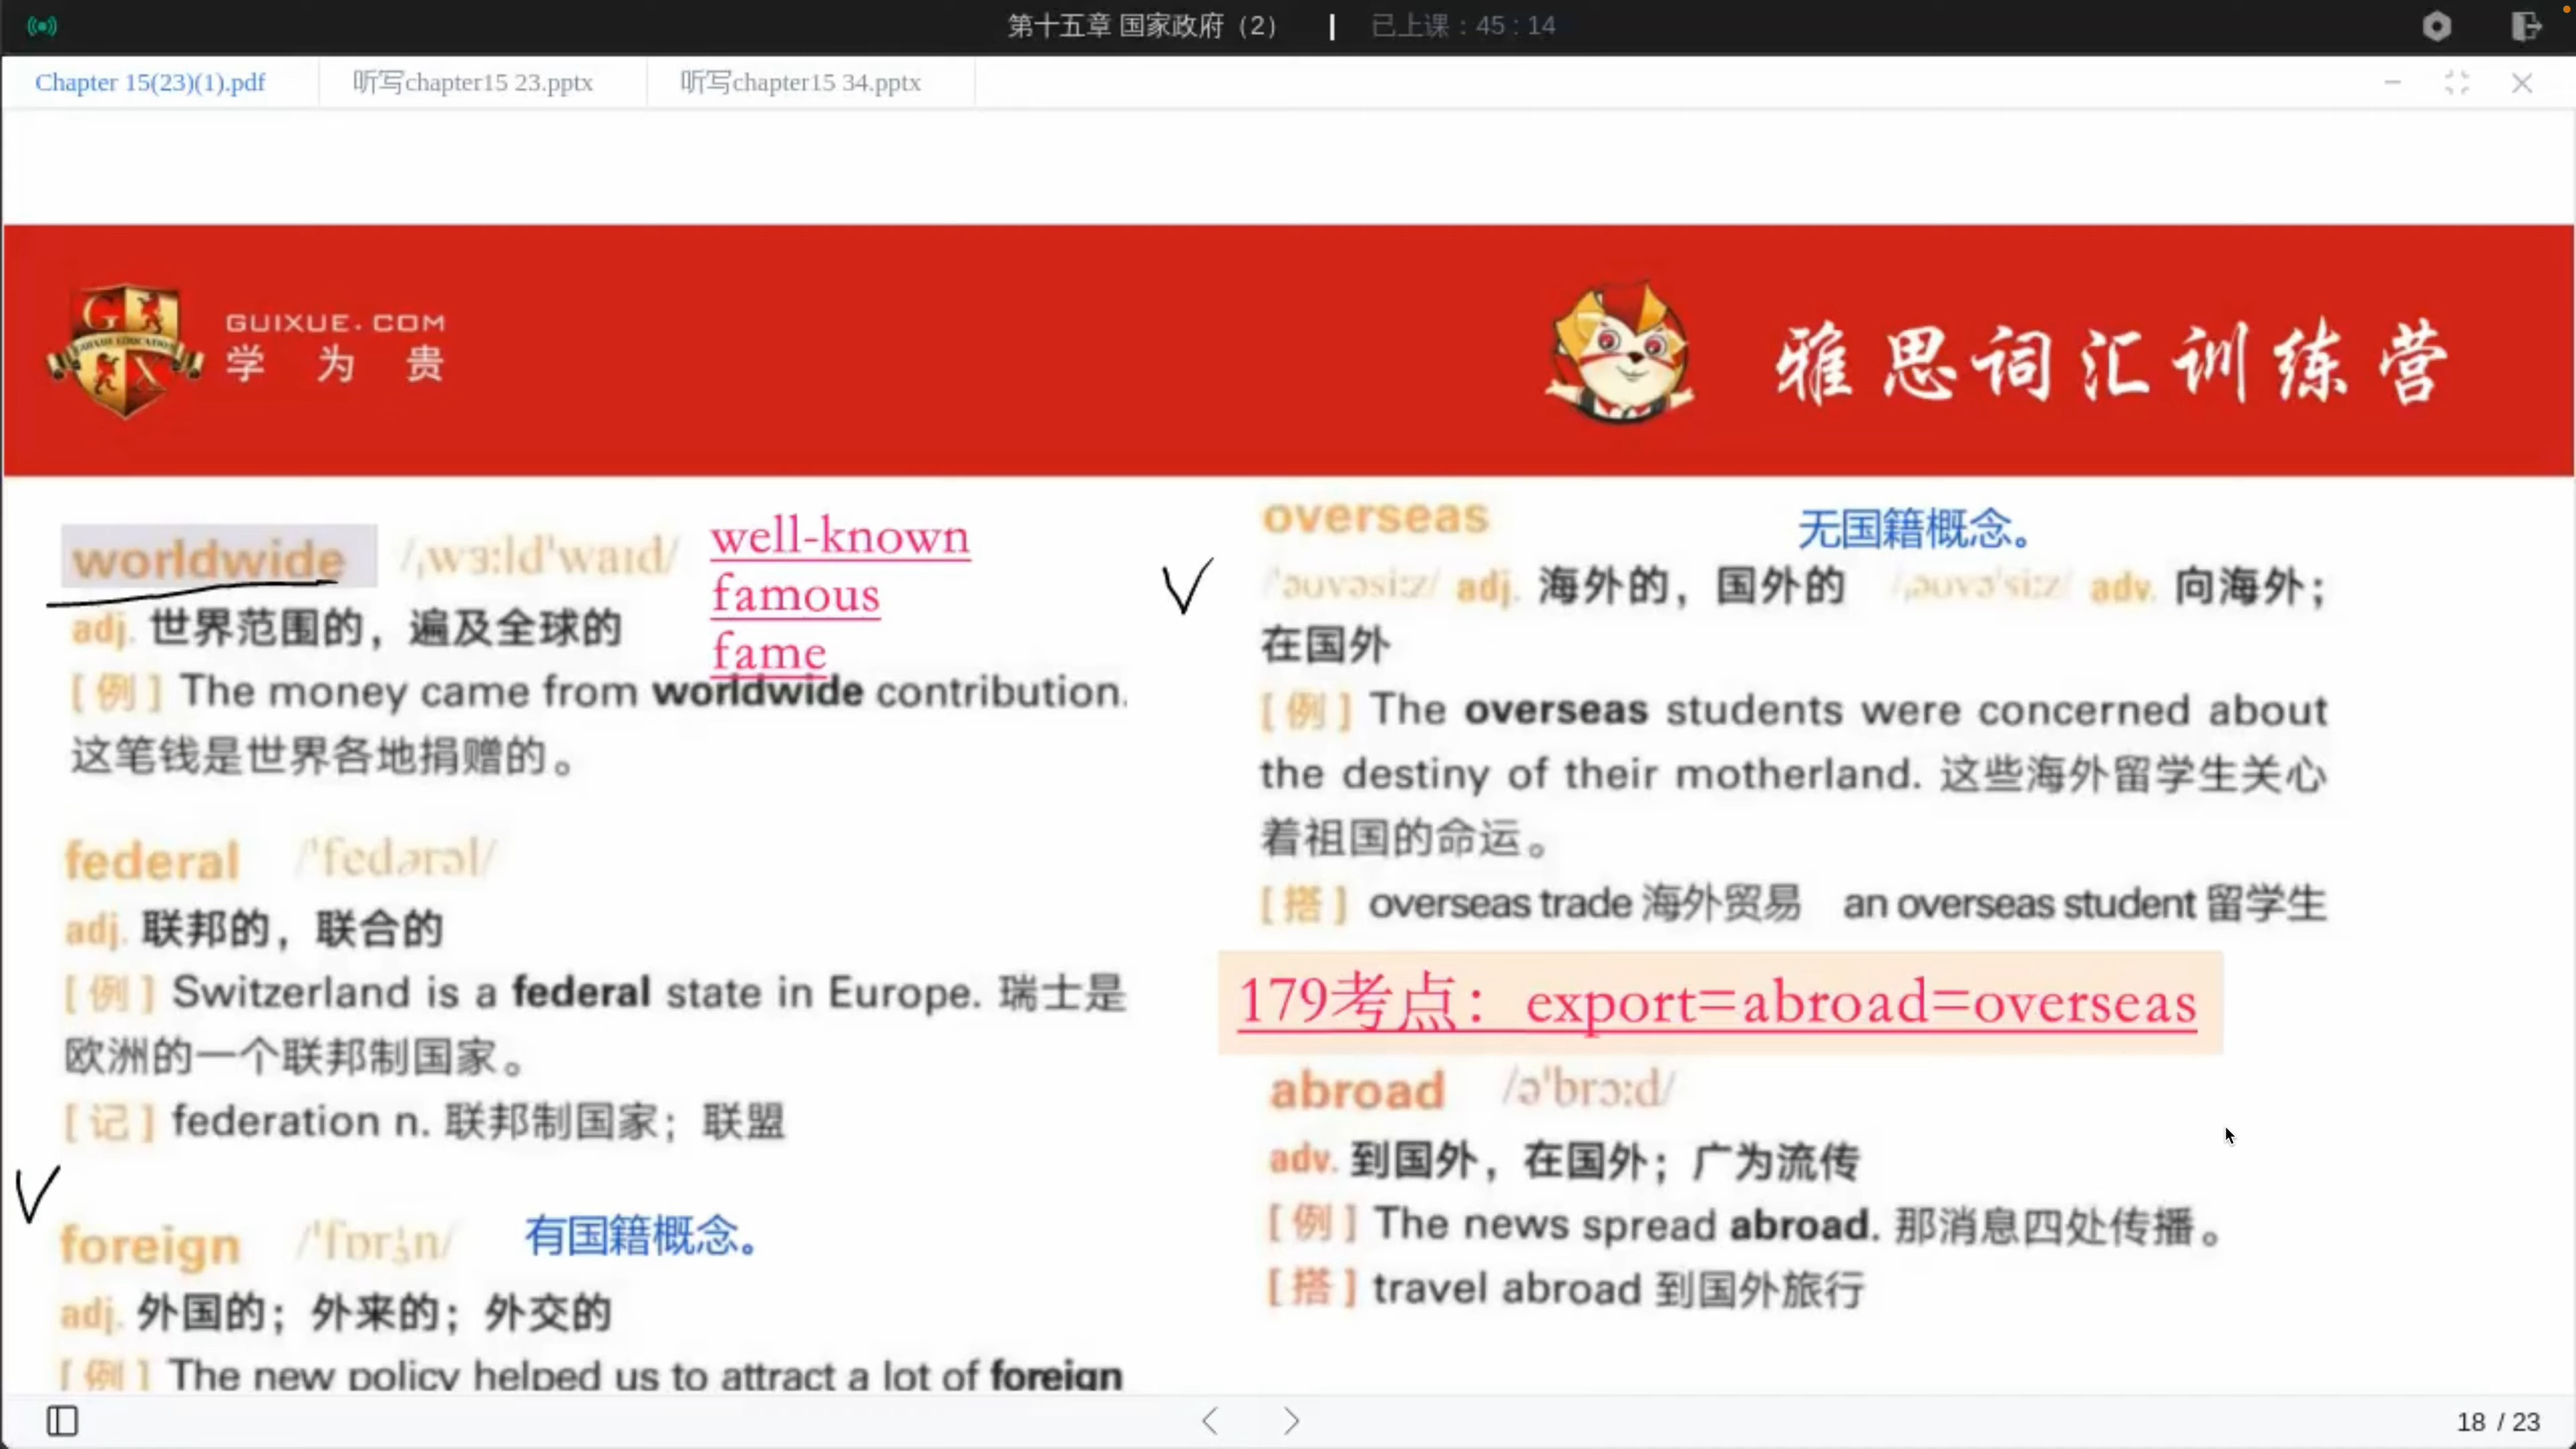 第十五章 国家政府（2） | 已上课：45 : 14
Chapter 15(23)(1).pdf
听写chapter15 23.pptx
听写chapter15 34.pptx
GUIXUE.COM
学 为 贵
GUIXUE EDUCATION
雅思词汇训练营
worldwide /ˌwɜːld'waɪd/
well-known
famous
fame
adj. 世界范围的，遍及全球的
[ 例 ] The money came from worldwide contribution.
这笔钱是世界各地捐赠的。
federal /'fedərəl/
adj. 联邦的，联合的
[ 例 ] Switzerland is a federal state in Europe. 瑞士是
欧洲的一个联邦制国家。
[ 记 ] federation n. 联邦制国家；联盟
foreign
有国籍概念。
adj. 外国的；外来的；外交的
[ 例 ] The new policy helped us to attract a lot of foreign
overseas
无国籍概念。
/ˈəʊvəsiːz/ adj. 海外的，国外的 /ˌəʊvə'siːz/ adv. 向海外；
在国外
[ 例 ] The overseas students were concerned about
the destiny of their motherland. 这些海外留学生关心
着祖国的命运。
[ 搭 ] overseas trade 海外贸易 an overseas student 留学生
179考点：export=abroad=overseas
abroad /ə'brɔːd/
adv. 到国外，在国外；广为流传
[ 例 ] The news spread abroad. 那消息四处传播。
[ 搭 ] travel abroad 到国外旅行
18 / 23